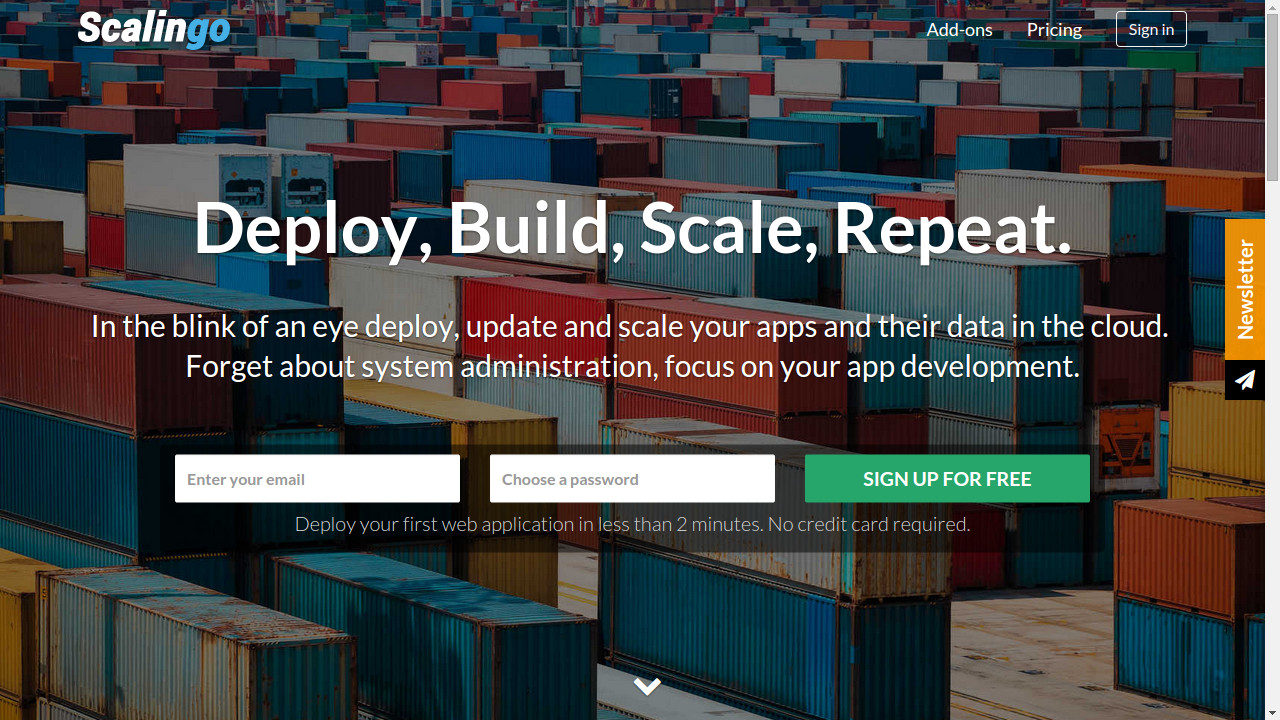 Scalingo
Add-ons
Pricing
Sign in
Deploy, Build, Scale, Repeat.
In the blink of an eye deploy, update and scale your apps and their data in the cloud.
Forget about system administration, focus on your app development.
Newsletter
Enter your email
Choose a password
SIGN UP FOR FREE
Deploy your first web application in less than 2 minutes. No credit card required.